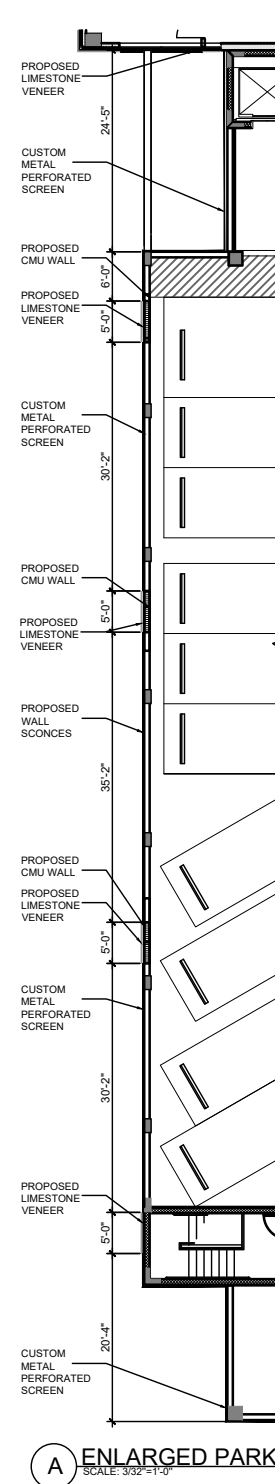 PROPOSED
LIMESTONE
VENEER
24'-5"
CUSTOM
METAL
PERFORATED
SCREEN
PROPOSED
CMU WALL
6'-0"
PROPOSED
LIMESTONE
VENEER
5'-0"
CUSTOM
METAL
PERFORATED
SCREEN
30'-2"
PROPOSED
CMU WALL
5'-0"
PROPOSED
LIMESTONE
VENEER
PROPOSED
WALL
SCONCES
35'-2"
PROPOSED
CMU WALL
PROPOSED
LIMESTONE
VENEER
5'-0"
CUSTOM
METAL
PERFORATED
SCREEN
30'-2"
PROPOSED
LIMESTONE
VENEER
5'-0"
20'-4"
CUSTOM
METAL
PERFORATED
SCREEN
A
ENLARGED PARK
SCALE: 3/32"=1'-0"